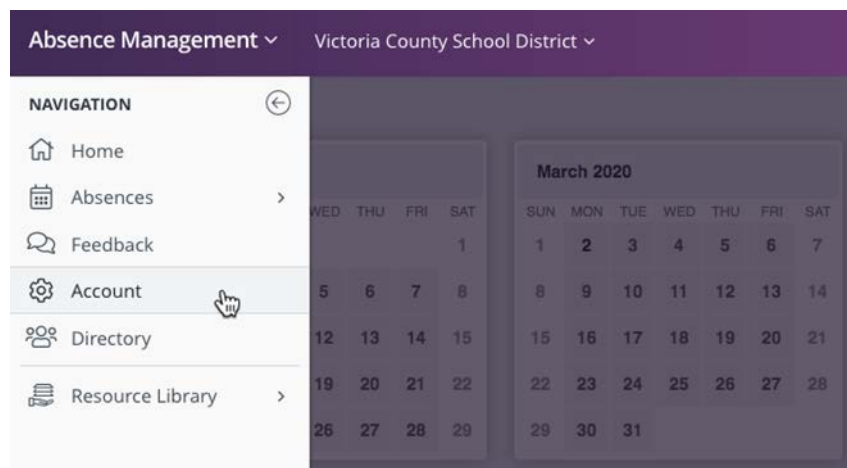 Absence Management Victoria County School District
NAVIGATION
Home
Absences
Feedback
Account
Directory
Resource Library
WED THU FRI SAT
1
5 6 7 8
12 13 14 15
19 20 21 22
26 27 28 29
March 2020
SUN MON TUE WED THU FRI SAT
1 2 3 4 5 6 7
8 9 10 11 12 13 14
15 16 17 18 19 20 21
22 23 24 25 26 27 28
29 30 31